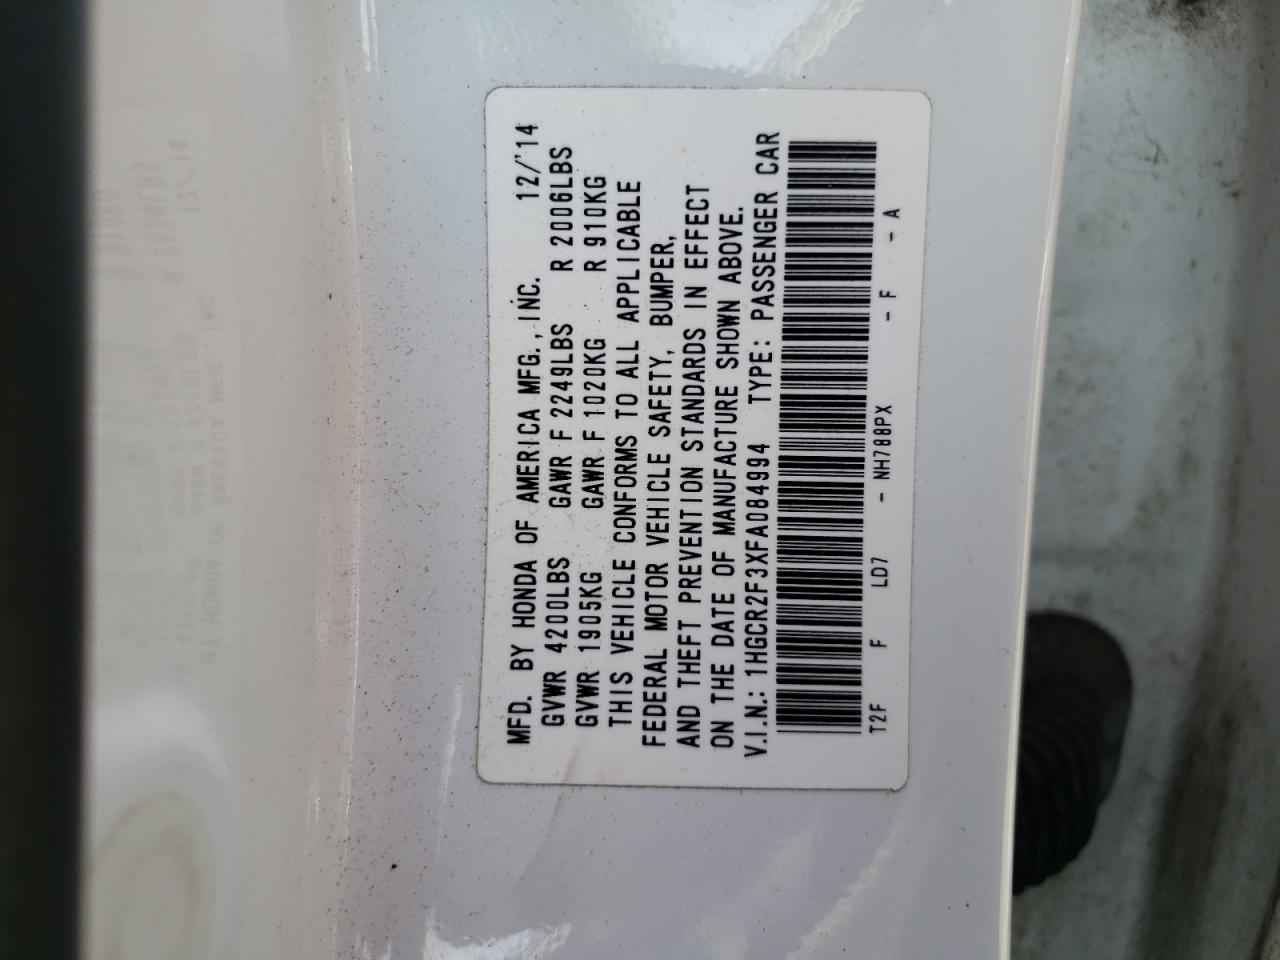 MFD. BY HONDA OF AMERICA MFG.,INC. 12/'14
GVWR 4200LBS GAWR F 2249LBS R 2006LBS
GVWR 1905KG GAWR F 1020KG R 910KG
THIS VEHICLE CONFORMS TO ALL APPLICABLE
FEDERAL MOTOR VEHICLE SAFETY, BUMPER,
AND THEFT PREVENTION STANDARDS IN EFFECT
ON THE DATE OF MANUFACTURE SHOWN ABOVE.
V.I.N.: 1HGCR2F3XFA084994 TYPE: PASSENGER CAR
T2F F LD7 - NH788PX - F - A